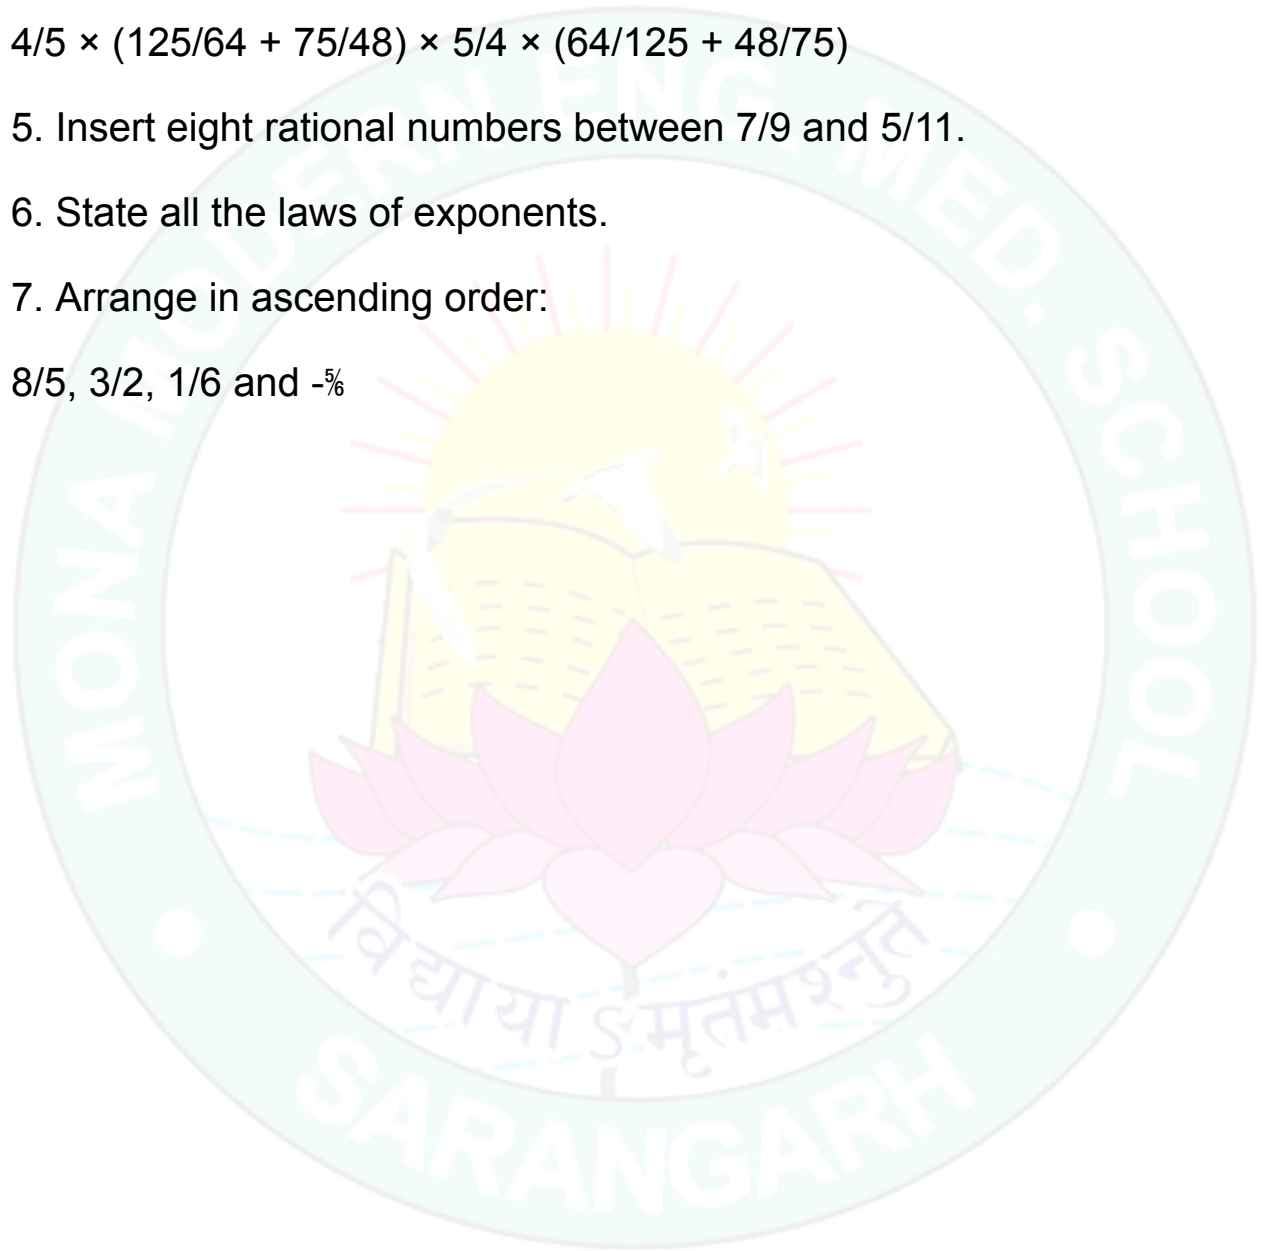 4/5 × (125/64 + 75/48) × 5/4 × (64/125 + 48/75)
5. Insert eight rational numbers between 7/9 and 5/11.
6. State all the laws of exponents.
7. Arrange in ascending order:
8/5, 3/2, 1/6 and -⅚
MONA MODERN ENG. MED. SCHOOL
विद्याया ऽ मृतंमश्नुते
SARANGARH